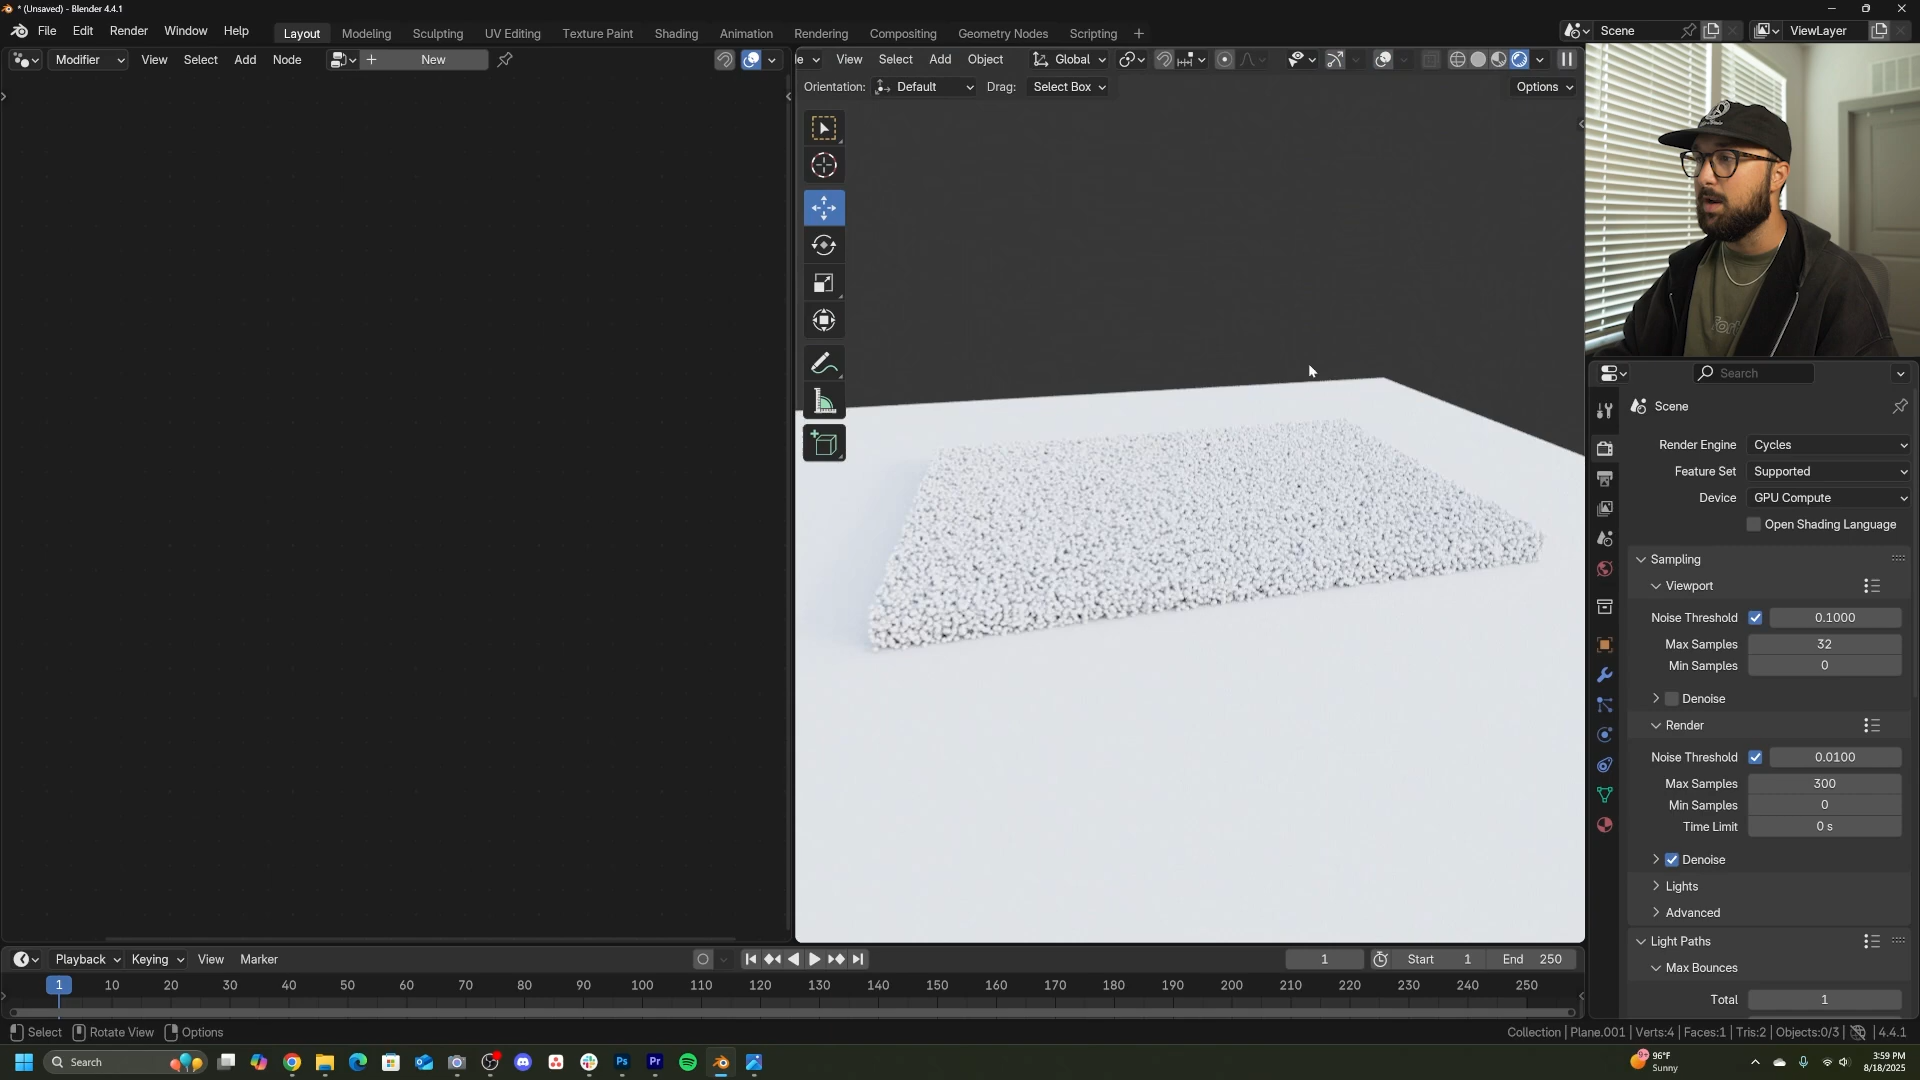 * (Unsaved) - Blender 4.4.1
File Edit Render Window Help Layout Modeling Sculpting UV Editing Texture Paint Shading Animation Rendering Compositing Geometry Nodes Scripting + Scene ViewLayer
Modifier View Select Add Node + New
le View Select Add Object Global
Orientation: Default Drag: Select Box Options
Search
Scene
Render Engine Cycles
Feature Set Supported
Device GPU Compute
Open Shading Language
Sampling
Viewport
Noise Threshold 0.1000
Max Samples 32
Min Samples 0
Denoise
Render
Noise Threshold 0.0100
Max Samples 300
Min Samples 0
Time Limit 0 s
Denoise
Lights
Advanced
Light Paths
Max Bounces
Total 1
Playback Keying View Marker 1 Start 1 End 250
1 10 20 30 40 50 60 70 80 90 100 110 120 130 140 150 160 170 180 190 200 210 220 230 240 250
Select Rotate View Options Collection | Plane.001 | Verts:4 | Faces:1 | Tris:2 | Objects:0/3 | 4.4.1
Search
Ps
Pr
9+
96°F
Sunny
3:59 PM
8/18/2025